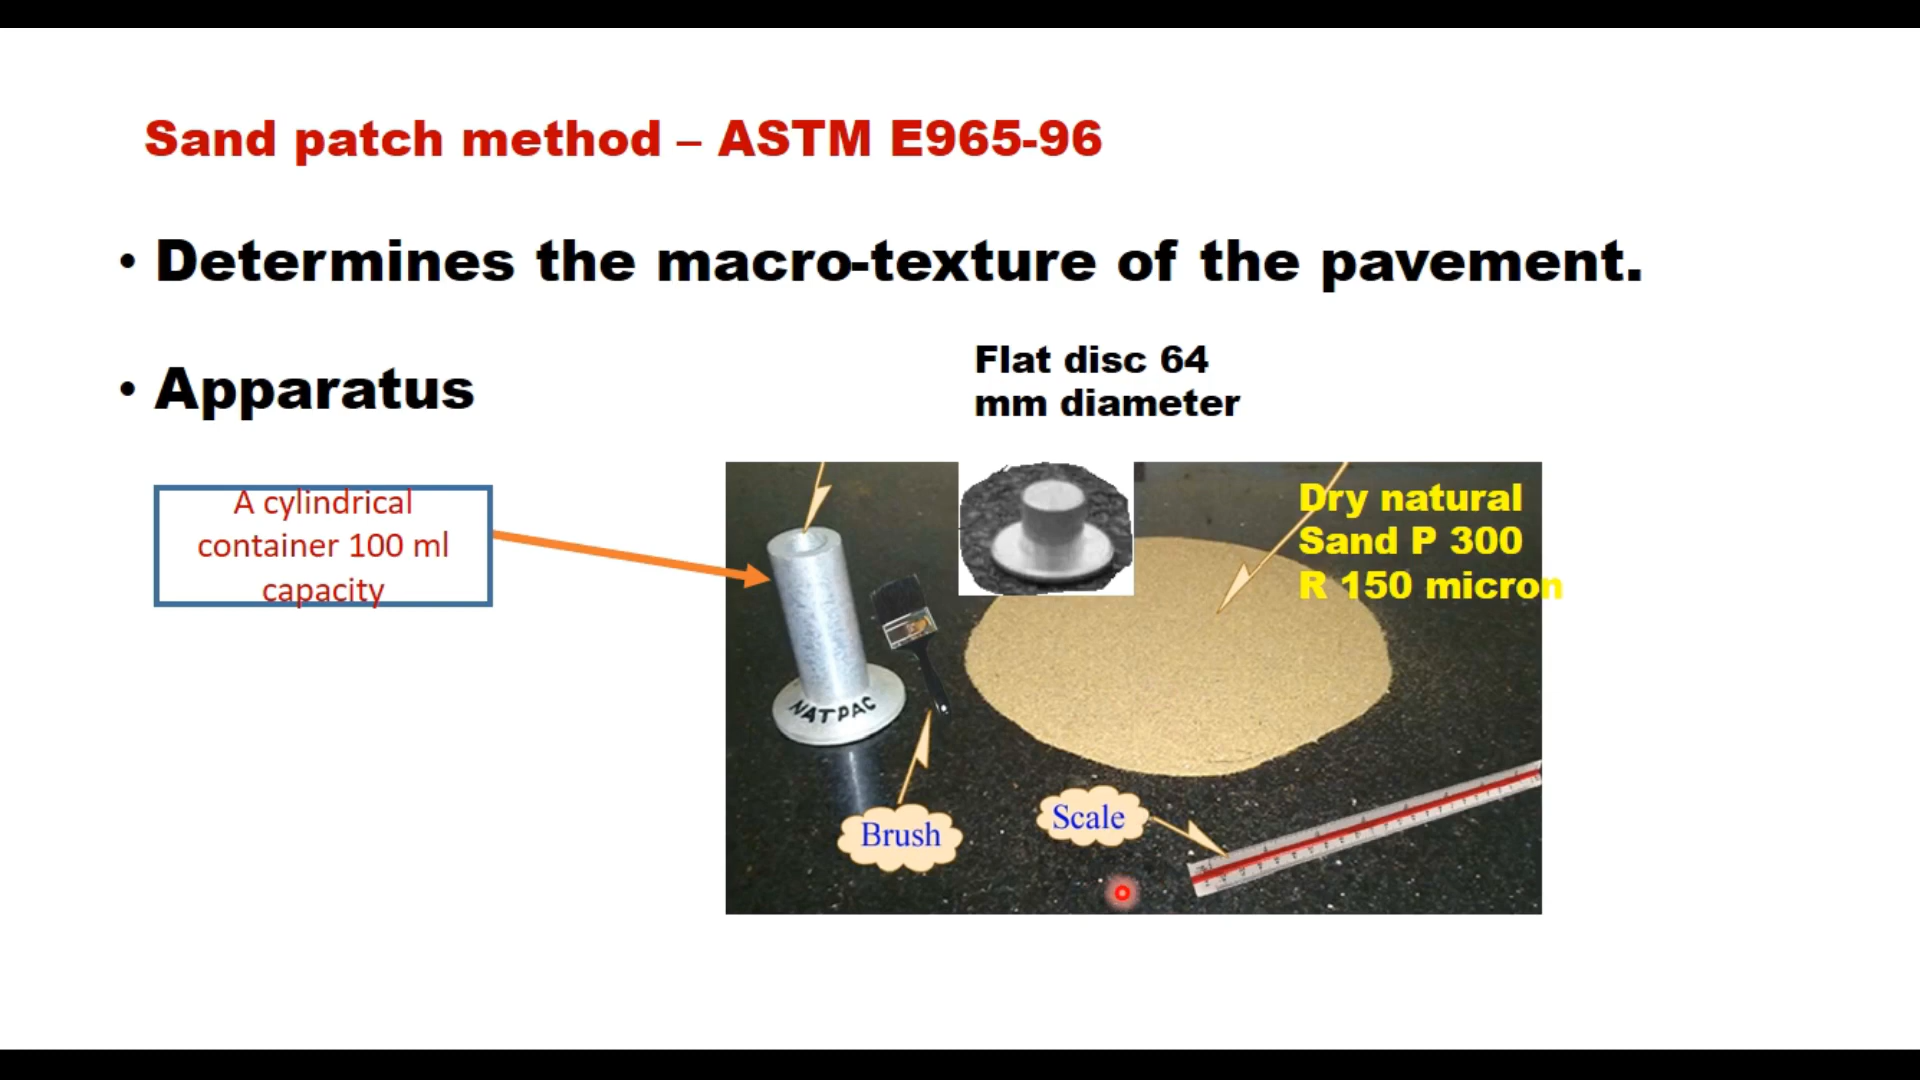 Sand patch method – ASTM E965-96
• Determines the macro-texture of the pavement.
• Apparatus
Flat disc 64
mm diameter
A cylindrical
container 100 ml
capacity
Dry natural
Sand P 300
R 150 micron
NATPAC
Brush
Scale